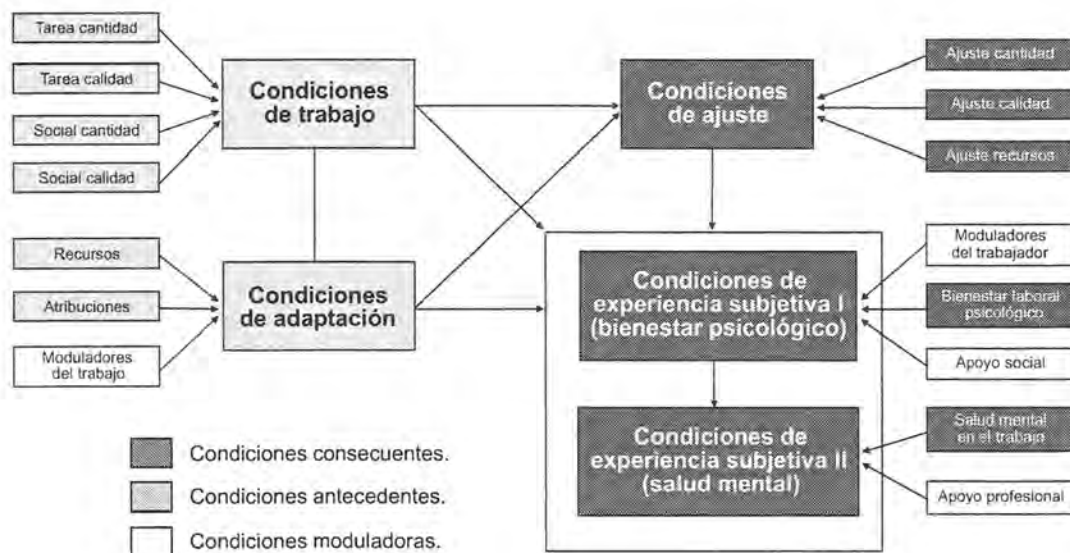 Tarea cantidad
Tarea calidad
Social cantidad
Social calidad
Condiciones
de trabajo
Recursos
Atribuciones
Moduladores
del trabajo
Condiciones
de adaptación
Condiciones
de ajuste
Ajuste cantidad
Ajuste calidad
Ajuste recursos
Condiciones de
experiencia subjetiva I
(bienestar psicológico)
Moduladores
del trabajador
Bienestar laboral
psicológico
Apoyo social
Condiciones de
experiencia subjetiva II
(salud mental)
Salud mental
en el trabajo
Apoyo profesional
Condiciones consecuentes.
Condiciones antecedentes.
Condiciones moduladoras.